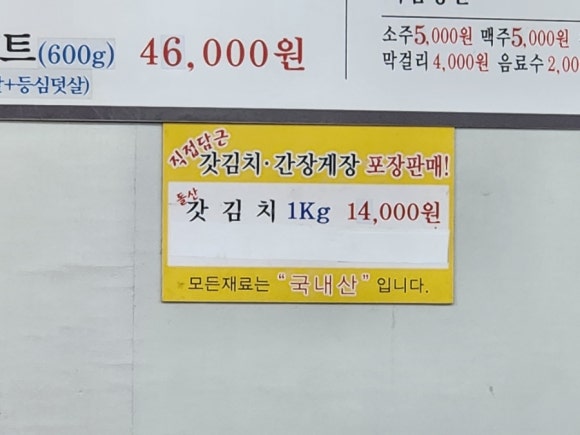 트(600g) 46,000원
+등심덧살)
소주5,000원 맥주5,000원
막걸리4,000원 음료수2,00
직접담근
갓김치·간장게장 포장판매!
돌산
갓김치 1Kg 14,000원
모든재료는 "국내산" 입니다.